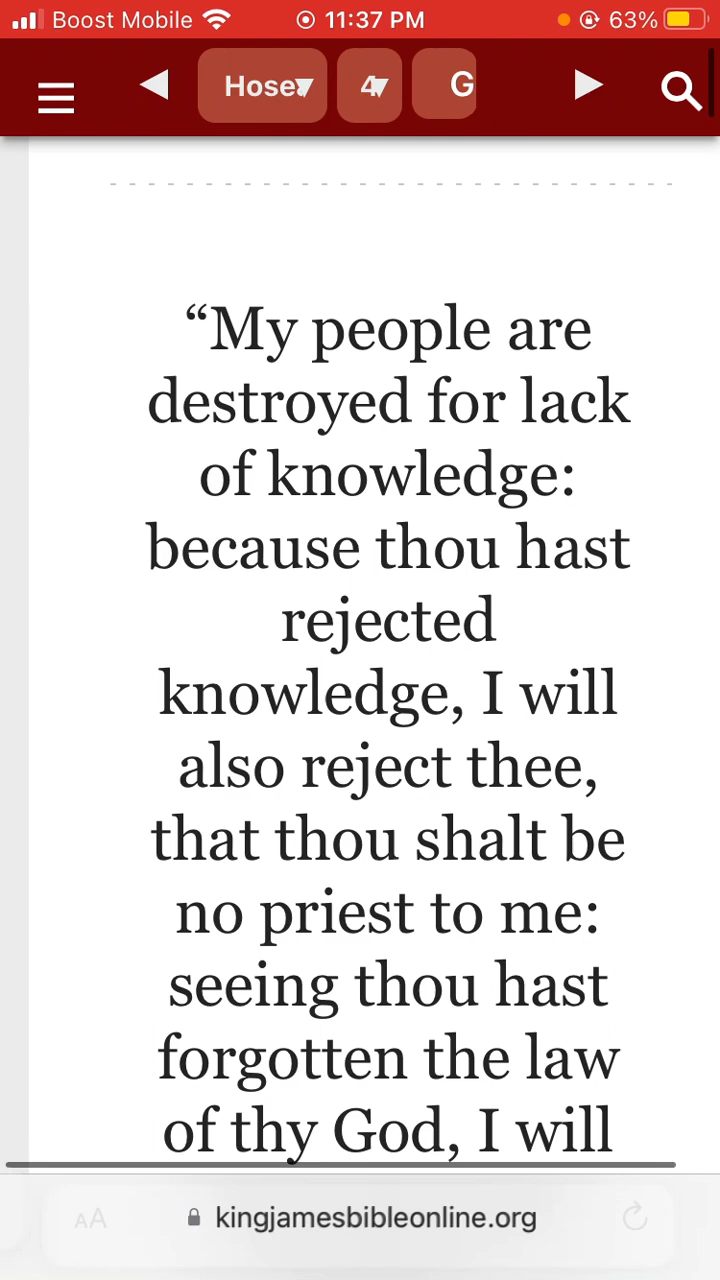 Boost Mobile 11:37 PM 63%
Hose 4 G
“My people are
destroyed for lack
of knowledge:
because thou hast
rejected
knowledge, I will
also reject thee,
that thou shalt be
no priest to me:
seeing thou hast
forgotten the law
of thy God, I will
AA kingjamesbibleonline.org